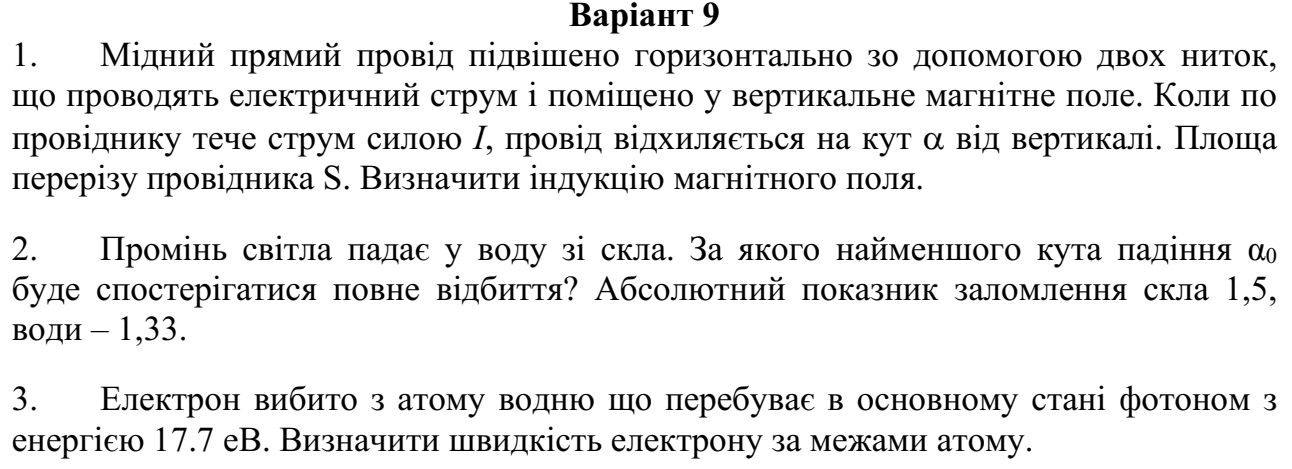 Варіант 9
1. Мідний прямий провід підвішено горизонтально зо допомогою двох ниток,
що проводять електричний струм і поміщено у вертикальне магнітне поле. Коли по
провіднику тече струм силою I, провід відхиляється на кут α від вертикалі. Площа
перерізу провідника S. Визначити індукцію магнітного поля.
2. Промінь світла падає у воду зі скла. За якого найменшого кута падіння α₀
буде спостерігатися повне відбиття? Абсолютний показник заломлення скла 1,5,
води – 1,33.
3. Електрон вибито з атому водню що перебуває в основному стані фотоном з
енергією 17.7 еВ. Визначити швидкість електрону за межами атому.